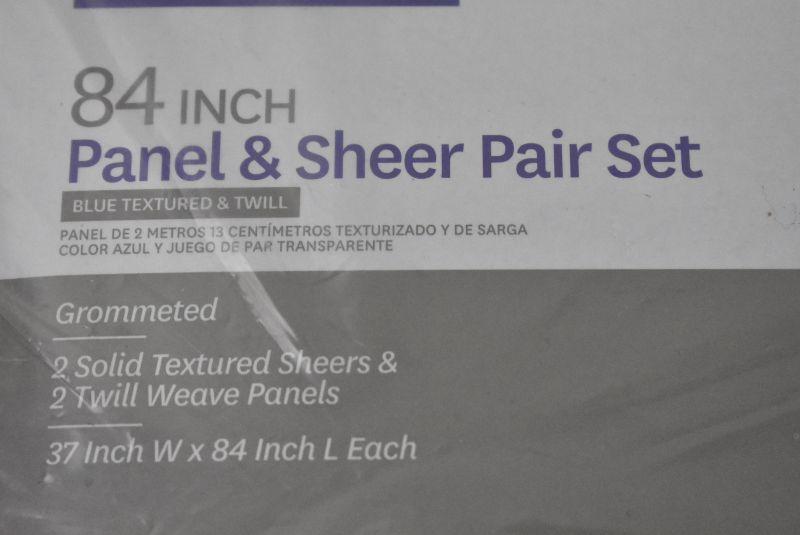 84 INCH
Panel & Sheer Pair Set
BLUE TEXTURED & TWILL
PANEL DE 2 METROS 13 CENTÍMETROS TEXTURIZADO Y DE SARGA
COLOR AZUL Y JUEGO DE PAR TRANSPARENTE
Grommeted
2 Solid Textured Sheers &
2 Twill Weave Panels
37 Inch W x 84 Inch L Each